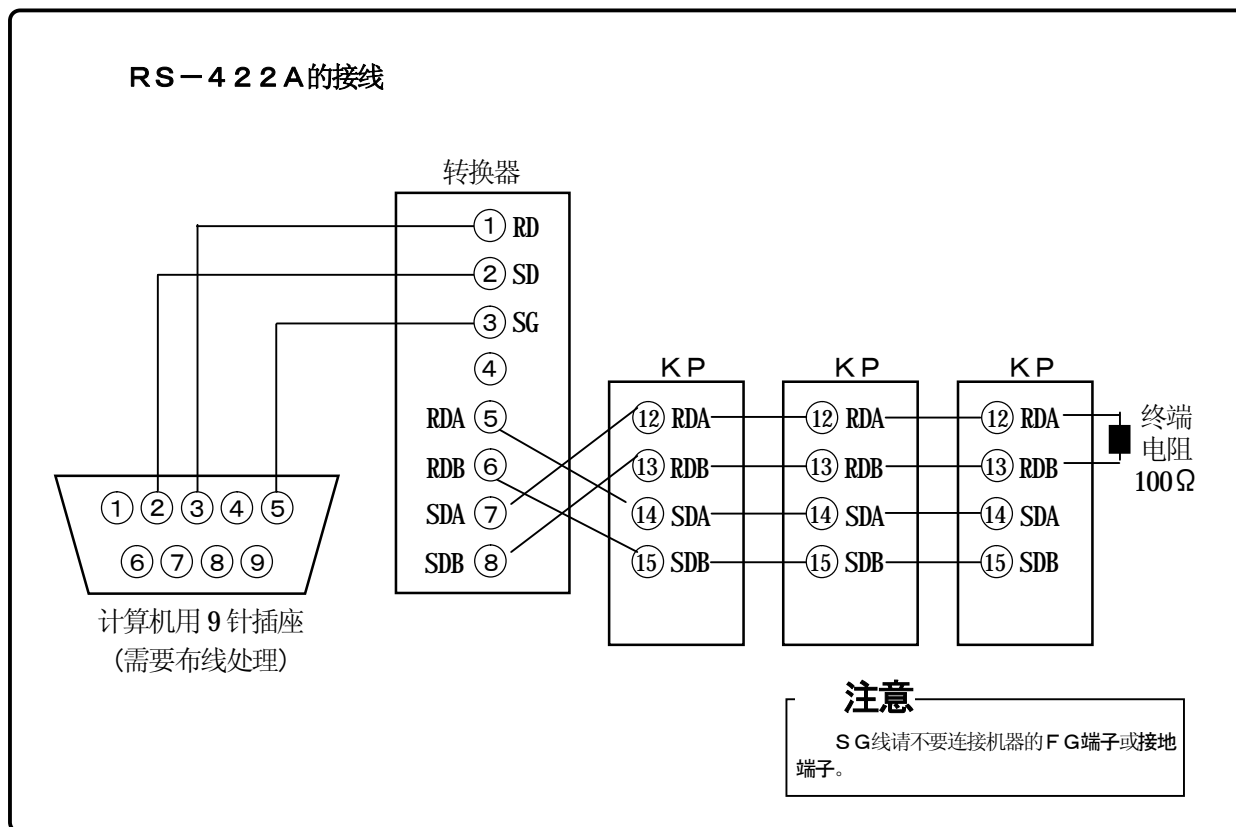 RS－422A的接线
转换器
① RD
② SD
③ SG
④
RDA ⑤
RDB ⑥
SDA ⑦
SDB ⑧
① ② ③ ④ ⑤
⑥ ⑦ ⑧ ⑨
计算机用 9 针插座
(需要布线处理)
KP
⑫ RDA
⑬ RDB
⑭ SDA
⑮ SDB
KP
⑫ RDA
⑬ RDB
⑭ SDA
⑮ SDB
KP
⑫ RDA
⑬ RDB
⑭ SDA
⑮ SDB
终端
电阻
100Ω
注意
SG线请不要连接机器的FG端子或接地
端子。